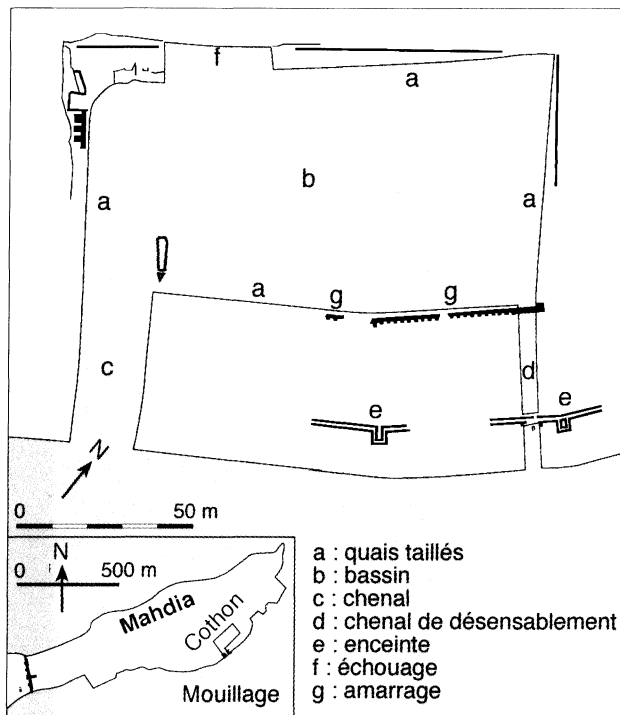 f
a
b
a
a
a
g
g
c
d
e
e
N
0 50 m
N
0 500 m
Mahdia
Cothon
Mouillage
a : quais taillés
b : bassin
c : chenal
d : chenal de désensablement
e : enceinte
f : échouage
g : amarrage